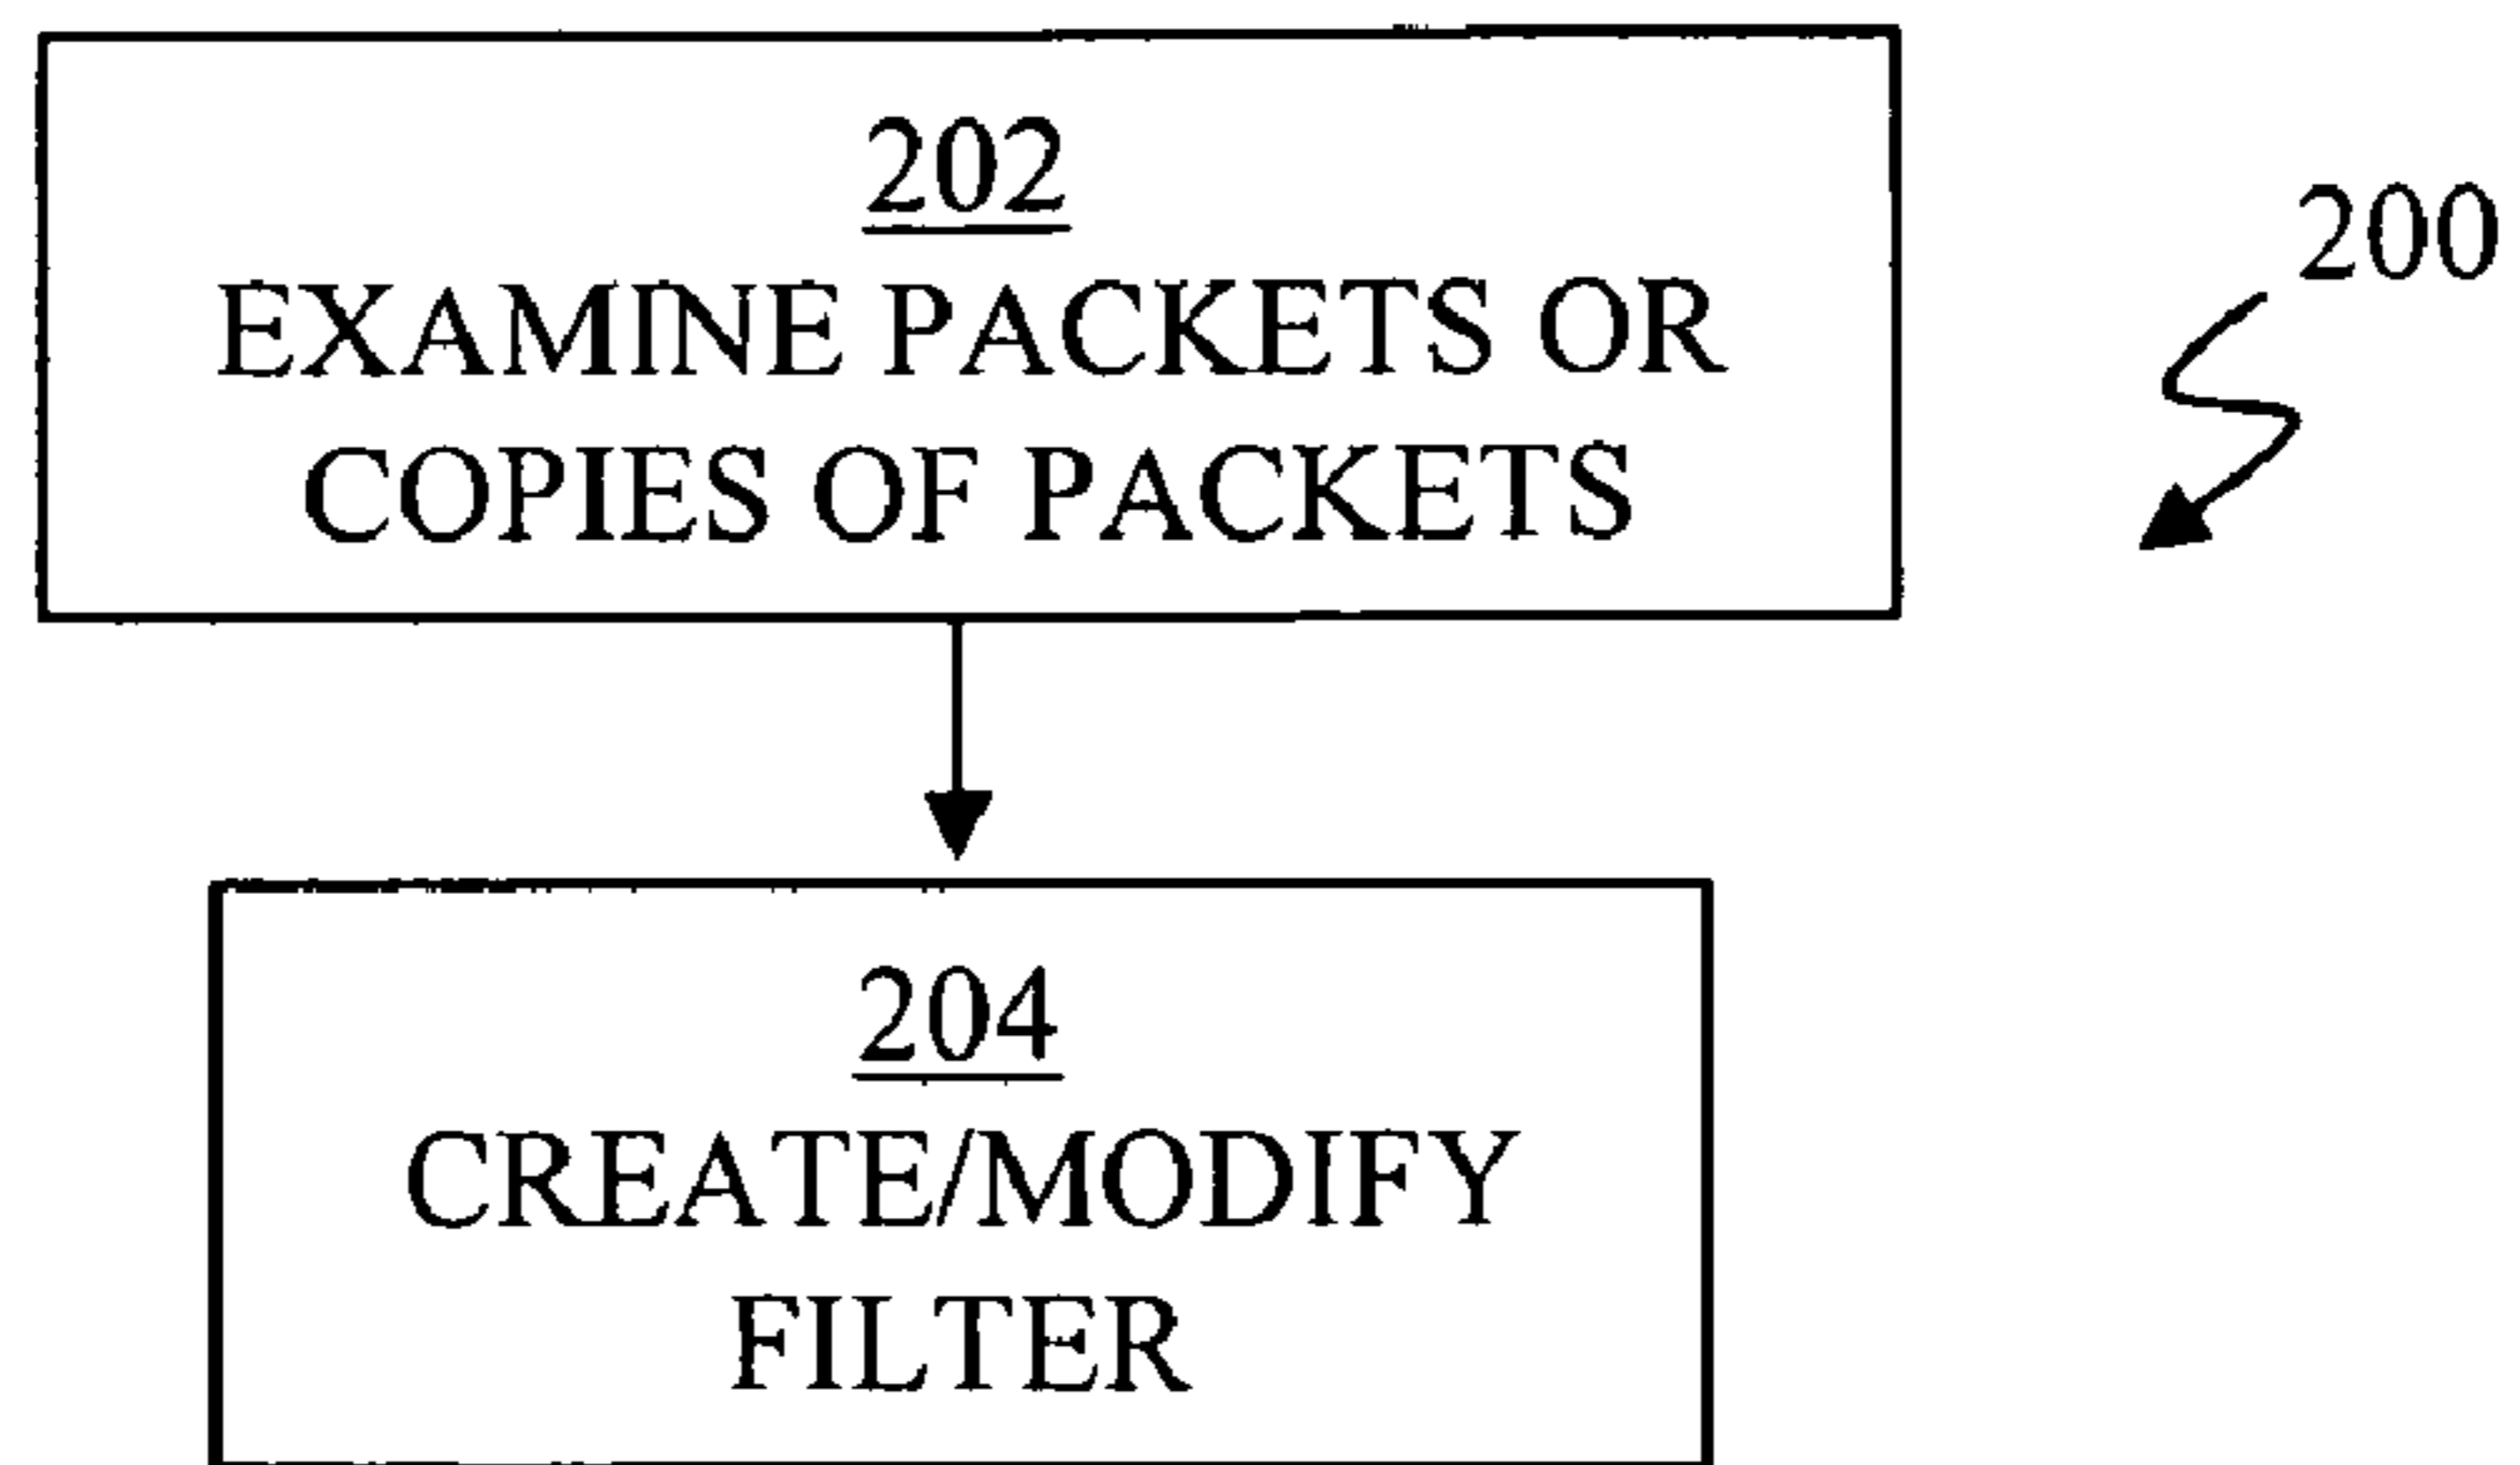 202
EXAMINE PACKETS OR
COPIES OF PACKETS
200
204
CREATE/MODIFY
FILTER